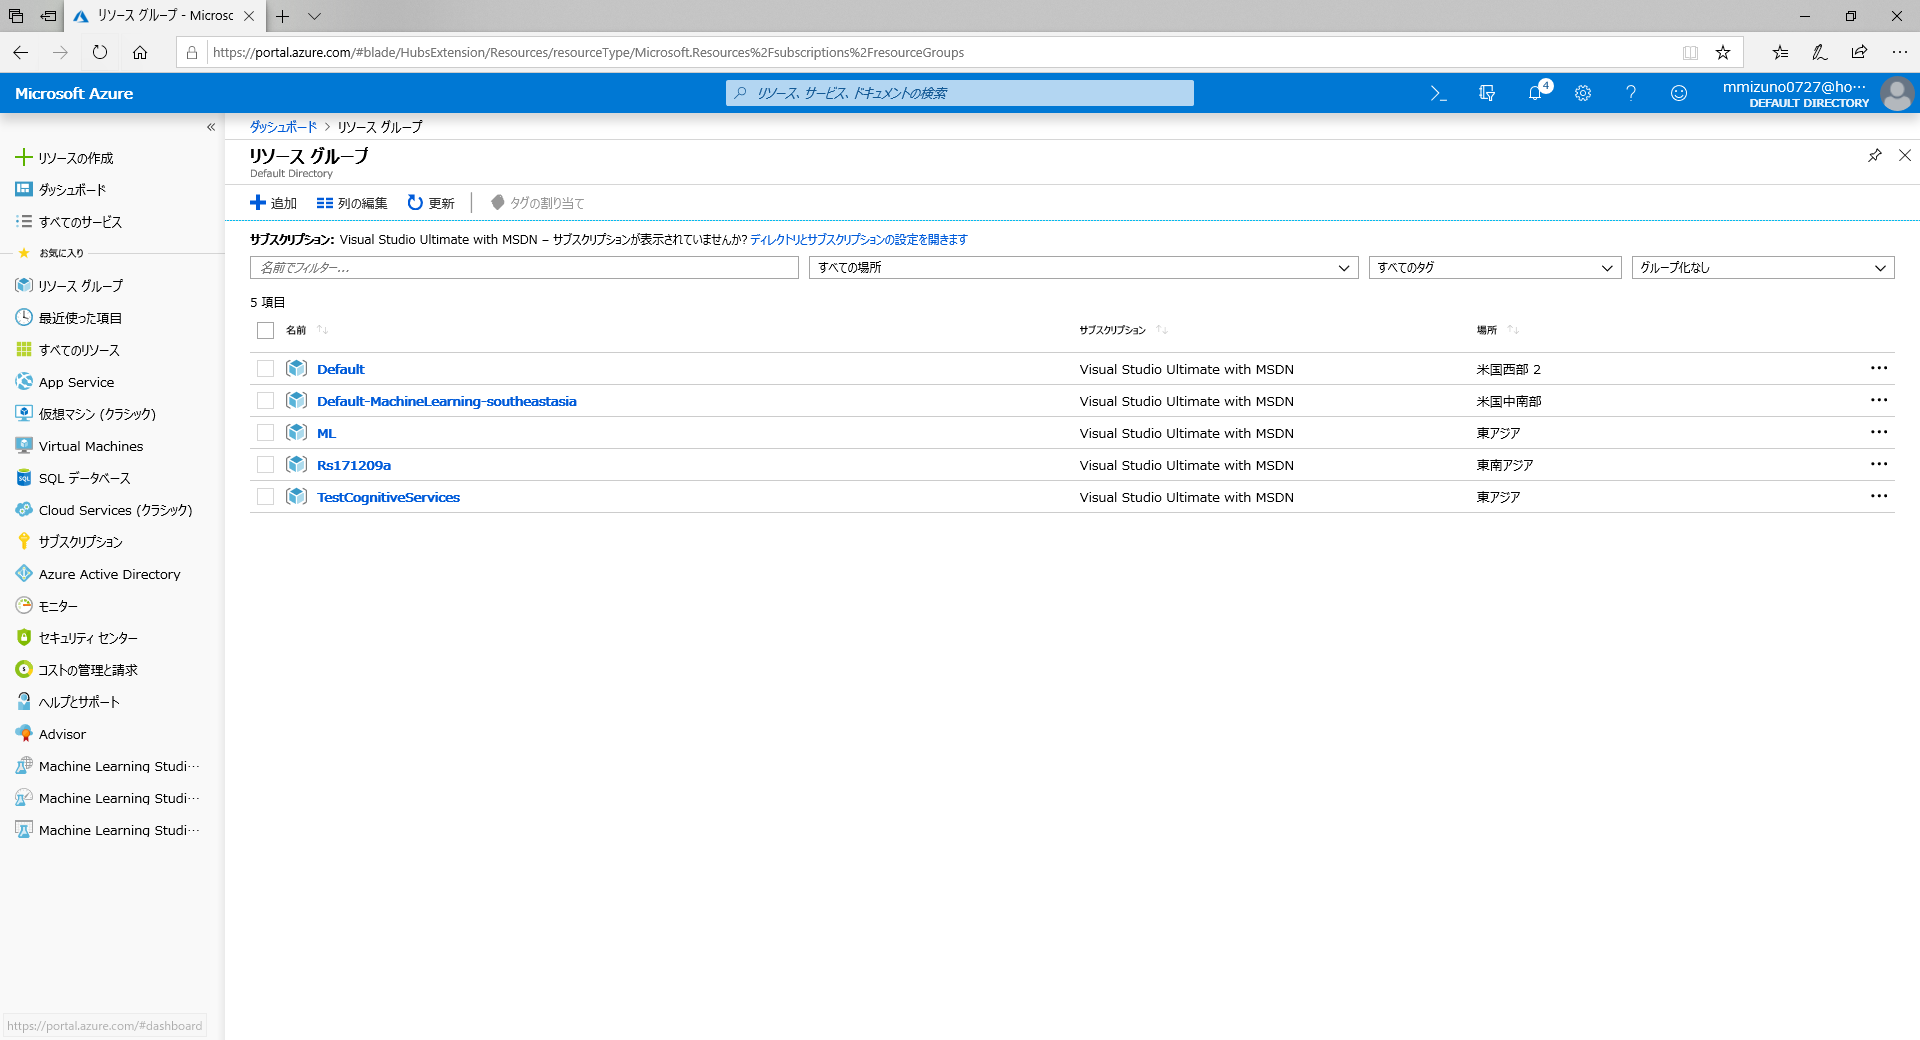 リソース グループ - Microsc
https://portal.azure.com/#blade/HubsExtension/Resources/resourceType/Microsoft.Resources%2Fsubscriptions%2FresourceGroups
Microsoft Azure
リソース、サービス、ドキュメントの検索
4
mmizuno0727@ho···
DEFAULT DIRECTORY
リソースの作成
ダッシュボード
すべてのサービス
お気に入り
リソース グループ
最近使った項目
すべてのリソース
App Service
仮想マシン (クラシック)
Virtual Machines
SQL データベース
Cloud Services (クラシック)
サブスクリプション
Azure Active Directory
モニター
セキュリティ センター
コストの管理と請求
ヘルプとサポート
Advisor
Machine Learning Studi···
Machine Learning Studi···
Machine Learning Studi···
https://portal.azure.com/#dashboard
ダッシュボード > リソース グループ
リソース グループ
Default Directory
追加 列の編集 更新 タグの割り当て
サブスクリプション: Visual Studio Ultimate with MSDN – サブスクリプションが表示されていませんか? ディレクトリとサブスクリプションの設定を開きます
名前でフィルター... すべての場所 すべてのタグ グループ化なし
5 項目
名前 サブスクリプション 場所
Default Visual Studio Ultimate with MSDN 米国西部 2
Default-MachineLearning-southeastasia Visual Studio Ultimate with MSDN 米国中南部
ML Visual Studio Ultimate with MSDN 東アジア
Rs171209a Visual Studio Ultimate with MSDN 東南アジア
TestCognitiveServices Visual Studio Ultimate with MSDN 東アジア